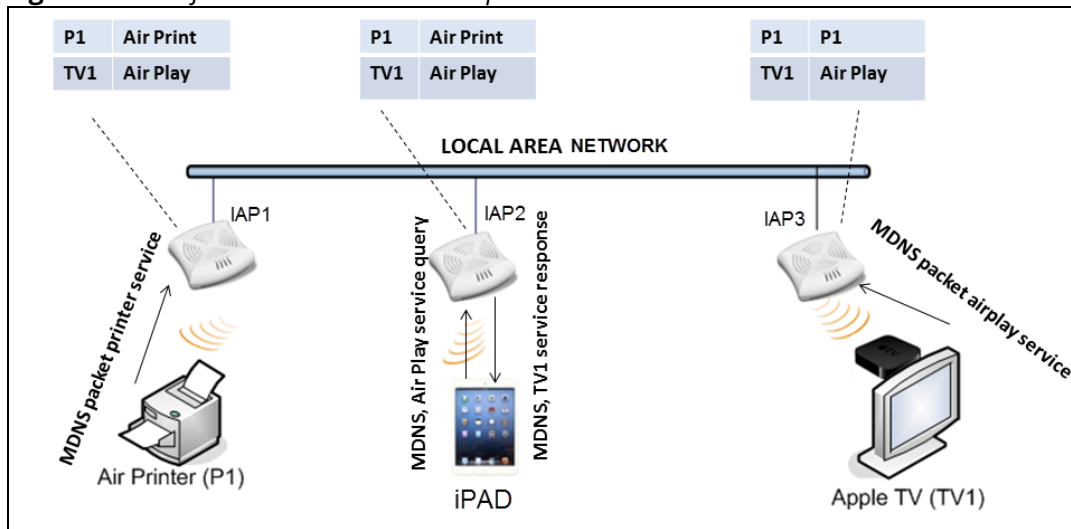 P1 Air Print
TV1 Air Play
P1 Air Print
TV1 Air Play
P1 P1
TV1 Air Play
LOCAL AREA NETWORK
IAP1
IAP2
IAP3
MDNS packet printer service
MDNS, Air Play service query
MDNS, TV1 service response
MDNS packet airplay service
tv
Air Printer (P1)
iPAD
Apple TV (TV1)